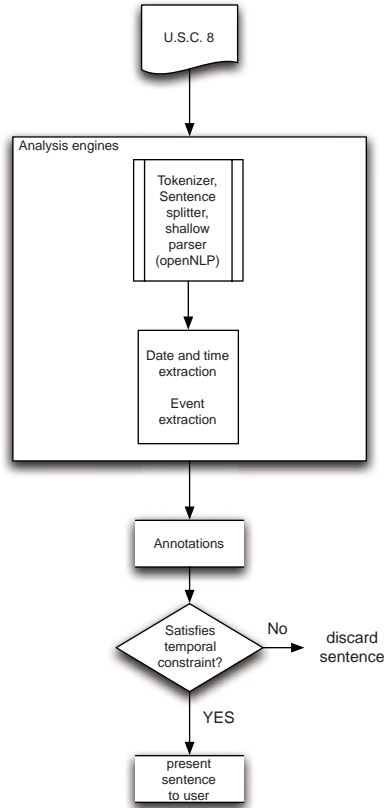 U.S.C. 8
Analysis engines
Tokenizer,
Sentence
splitter,
shallow
parser
(openNLP)
Date and time
extraction
Event
extraction
Annotations
Satisfies
temporal
constraint?
No
discard
sentence
YES
present
sentence
to user